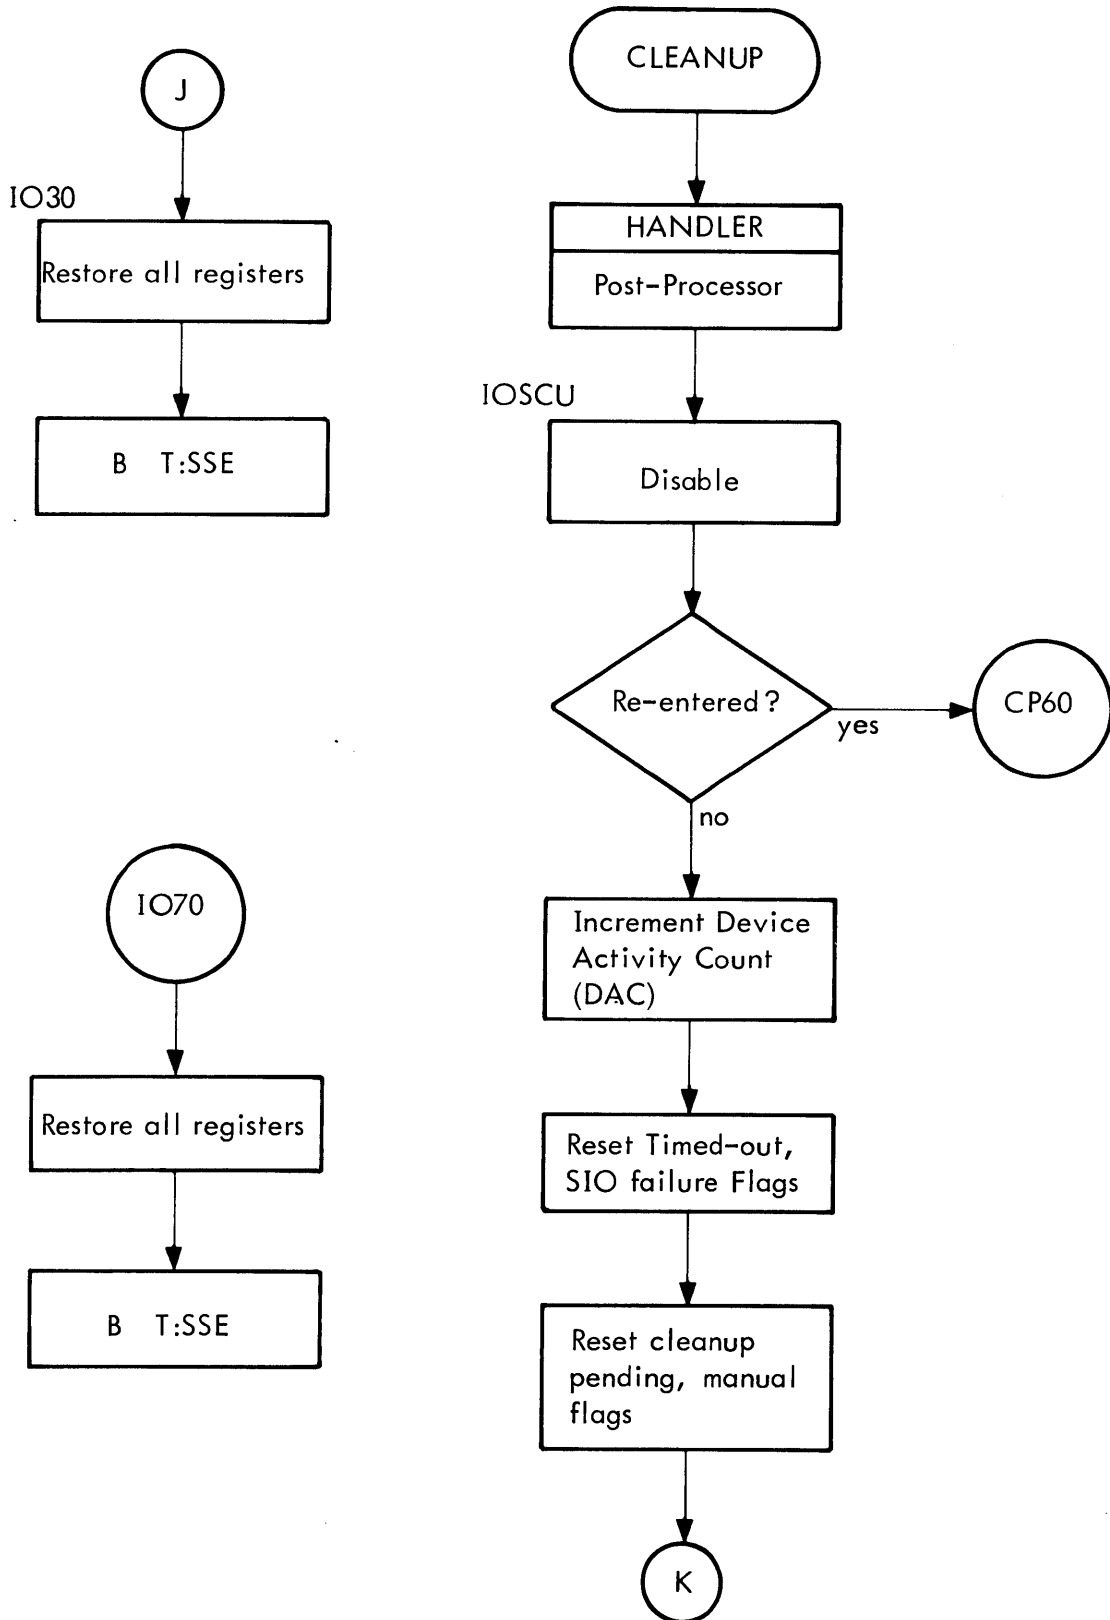 J
IO30
Restore all registers
B T:SSE
IO70
Restore all registers
B T:SSE
CLEANUP
HANDLER
Post-Processor
IOSCU
Disable
Re-entered?
yes
CP60
no
Increment Device
Activity Count
(DAC)
Reset Timed-out,
SIO failure Flags
Reset cleanup
pending, manual
flags
K